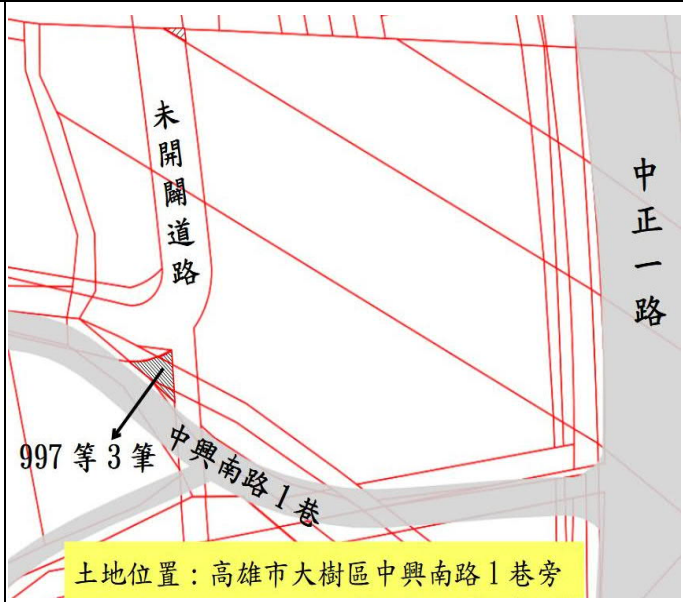 未開闢道路
中正一路
997 等 3 筆
中興南路 1 巷
土地位置：高雄市大樹區中興南路 1 巷旁